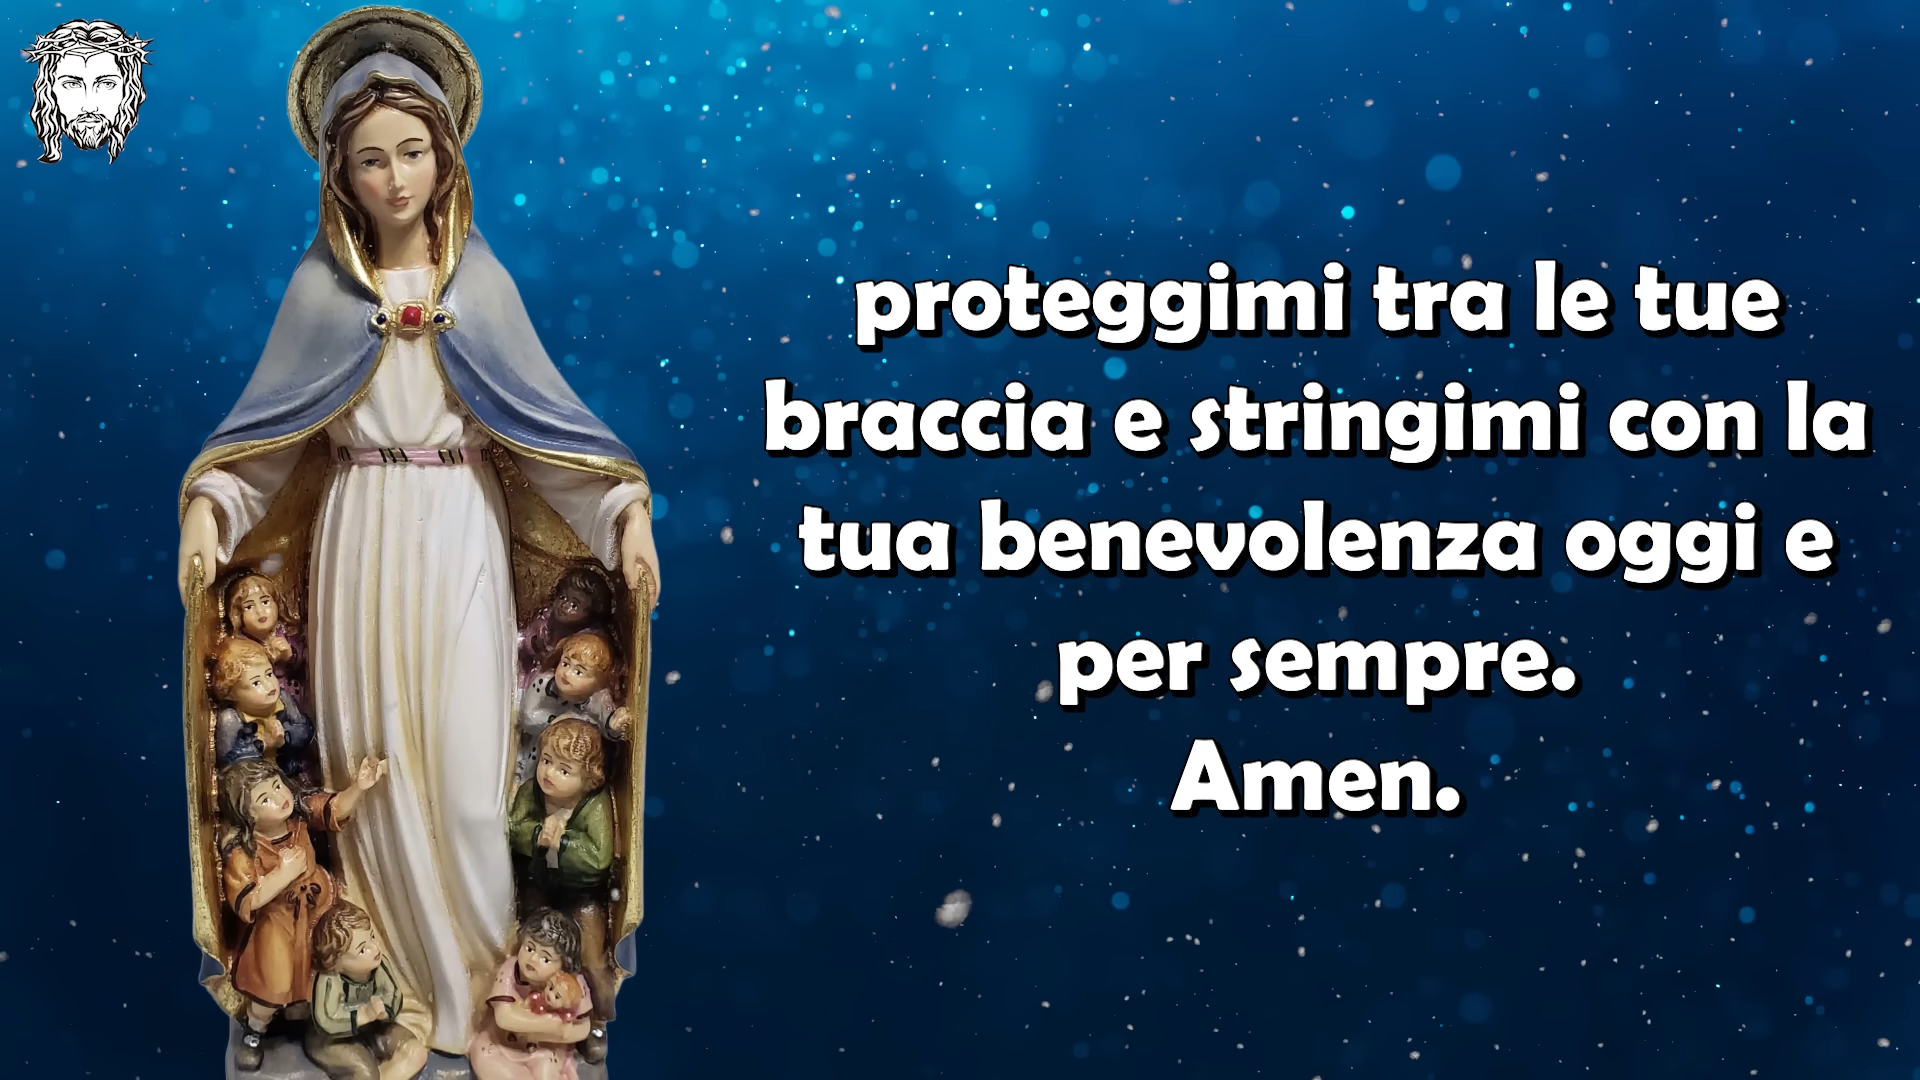 proteggimi tra le tue
braccia e stringimi con la
tua benevolenza oggi e
per sempre.
Amen.